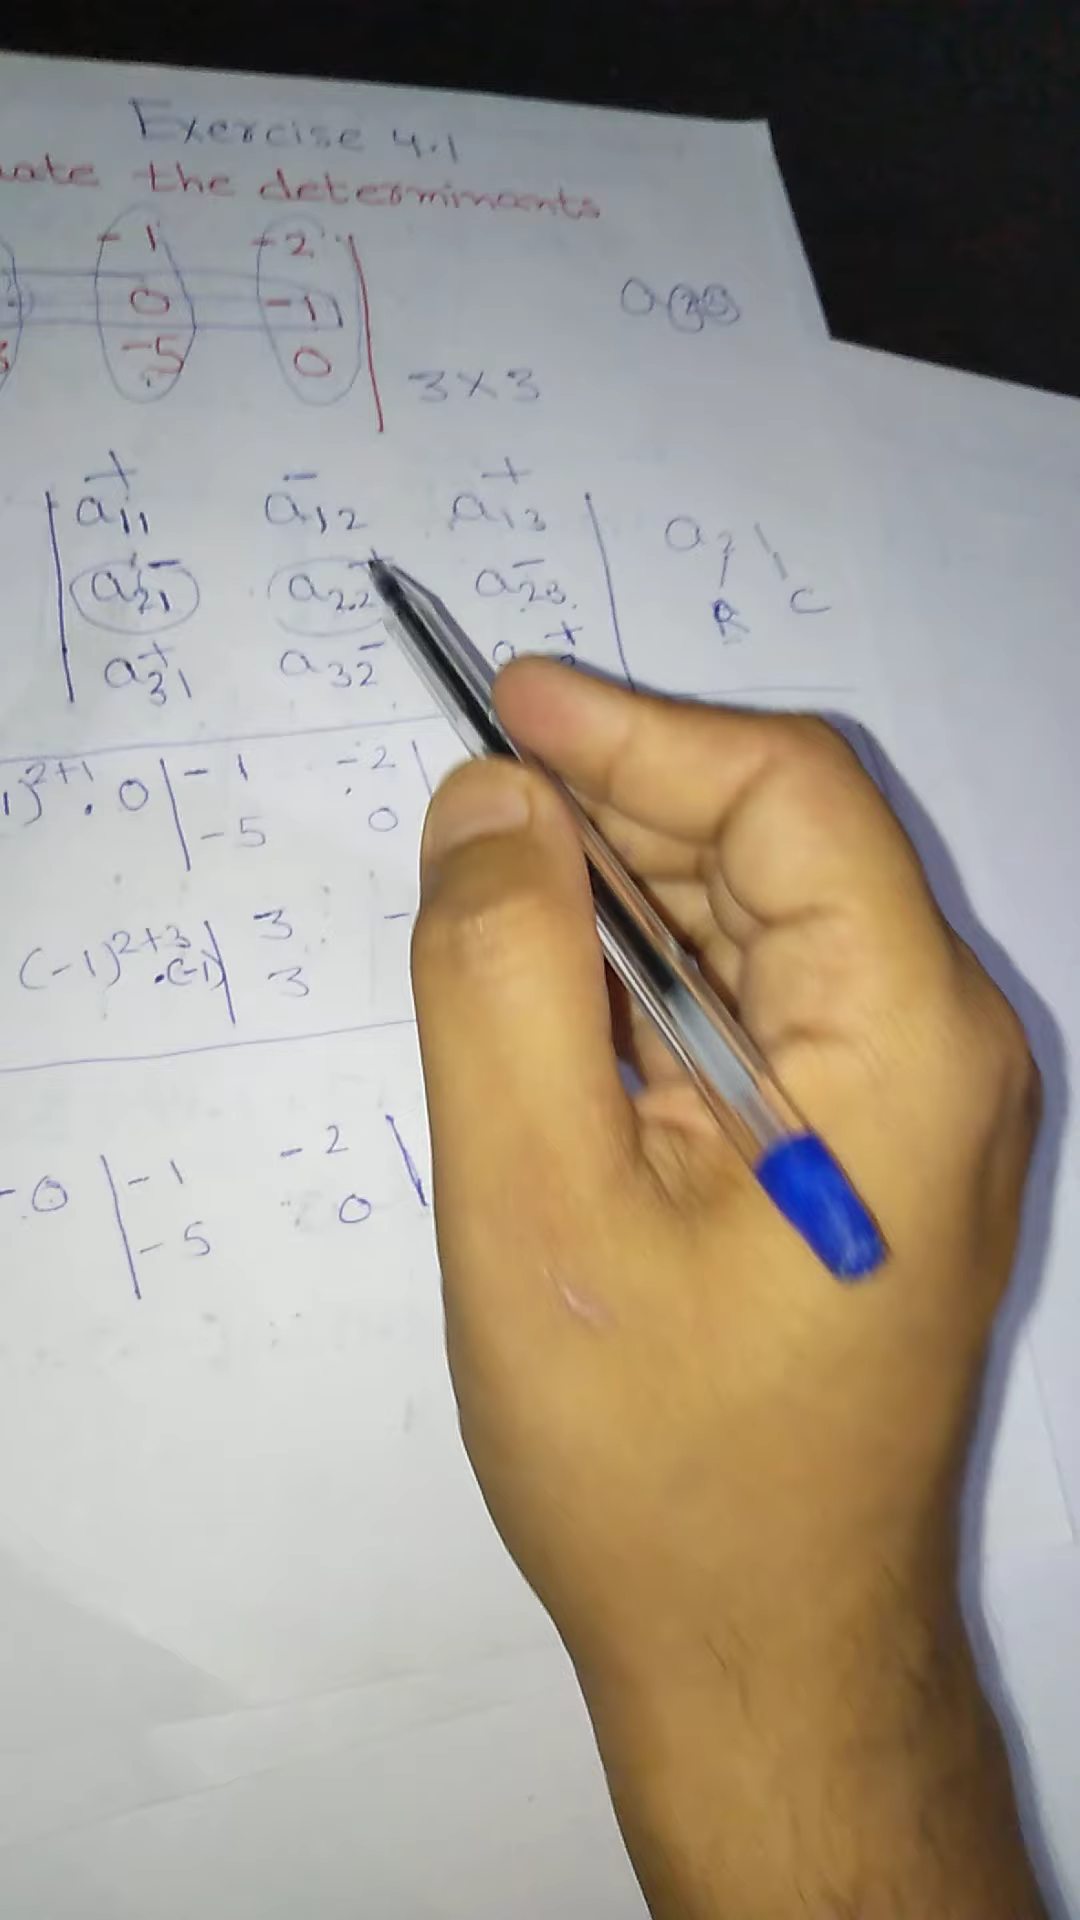 Exercise 4.1
the determinants
-1 -2
0 -1
-5 0
3×3
a11 a12 a13
a21 a22 a23
a31 a32
a21
R C
2+1 . 0 | -1 -2
-5 0
(-1)2+3 .(-1) | 3 -
3
-0 | -1 -2 |
-5 0